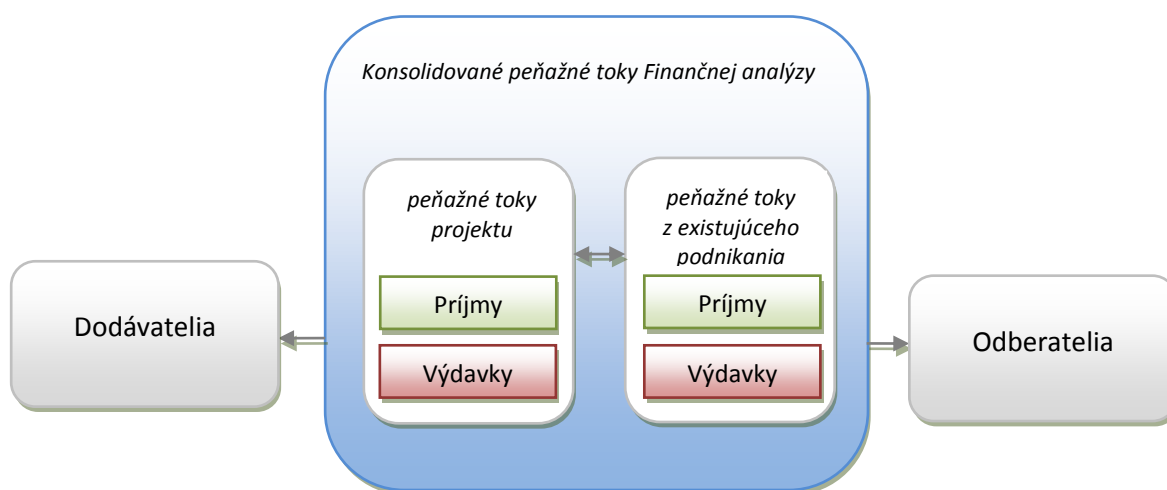 Konsolidované peňažné toky Finančnej analýzy
peňažné toky
projektu
Príjmy
Výdavky
peňažné toky
z existujúceho
podnikania
Príjmy
Výdavky
Dodávatelia
Odberatelia